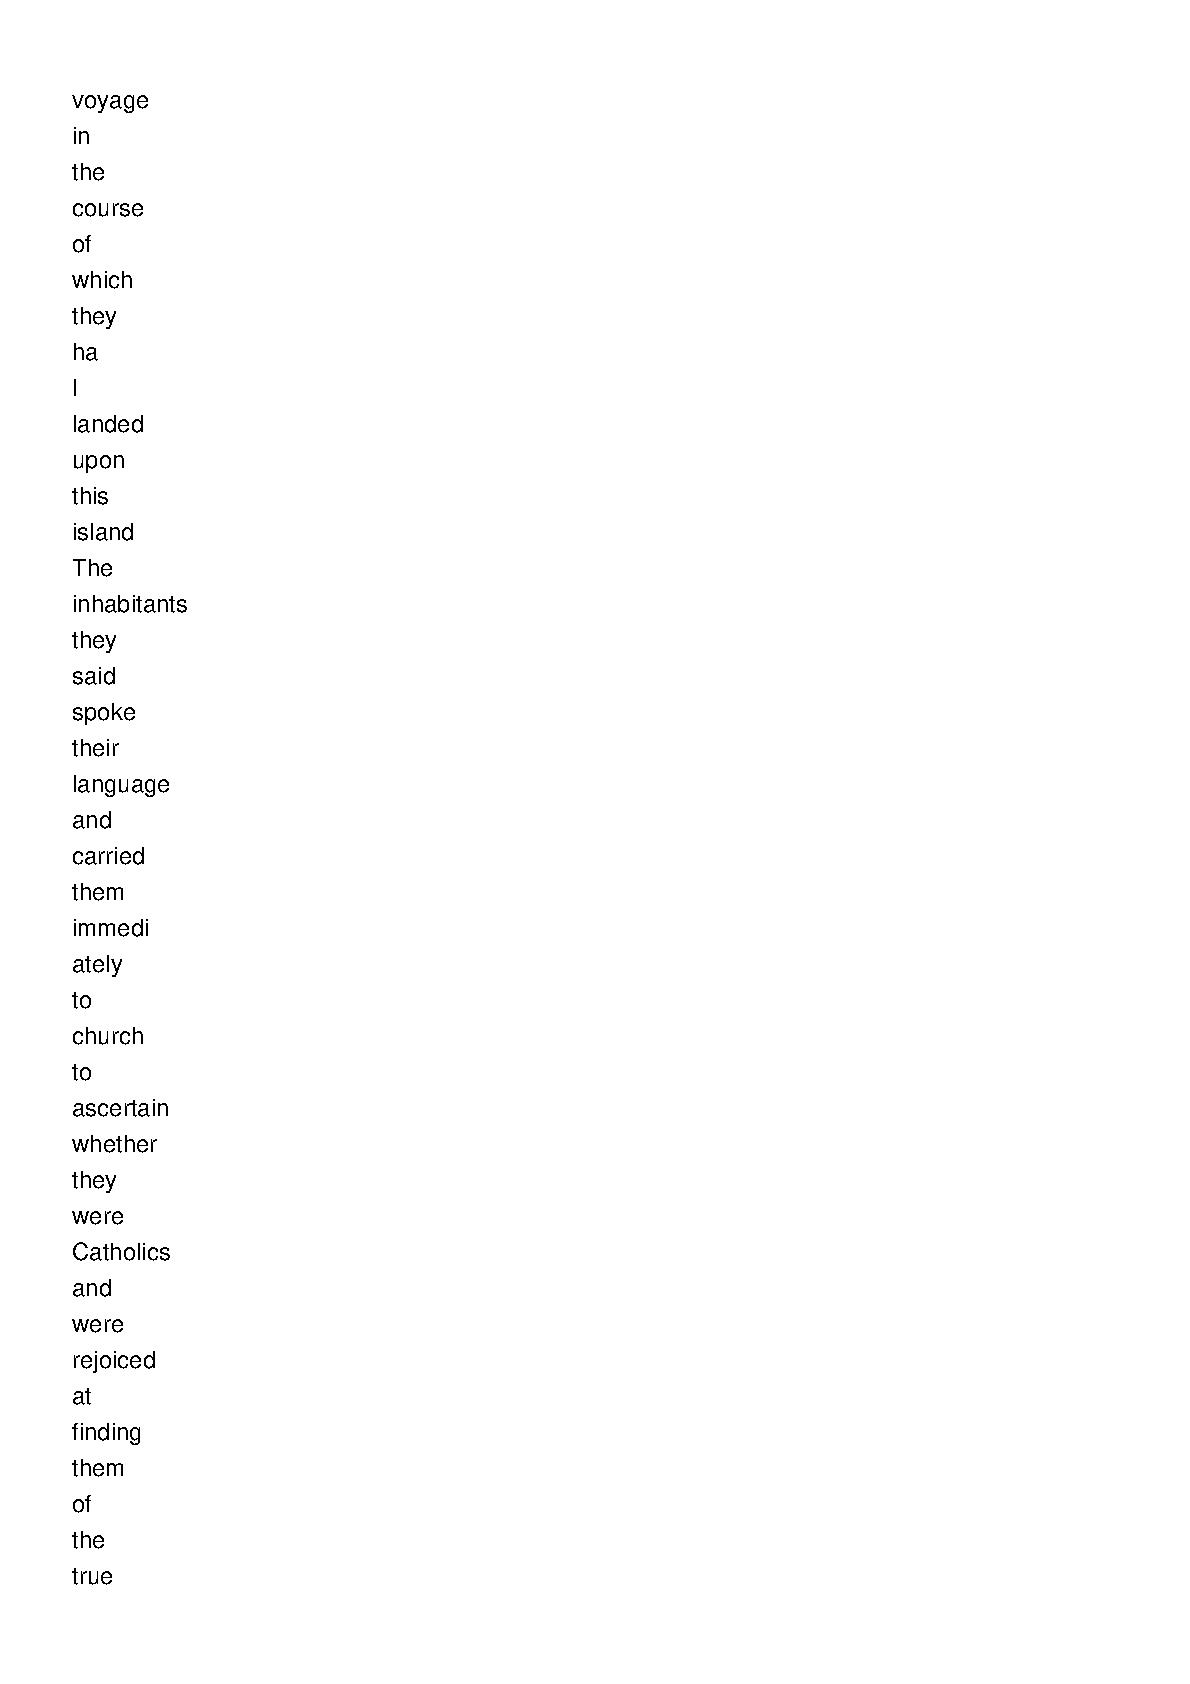 voyage
in
the
course
of
which
they
ha
I
landed
upon
this
island
The
inhabitants
they
said
spoke
their
language
and
carried
them
immedi
ately
to
church
to
ascertain
whether
they
were
Catholics
and
were
rejoiced
at
finding
them
of
the
true